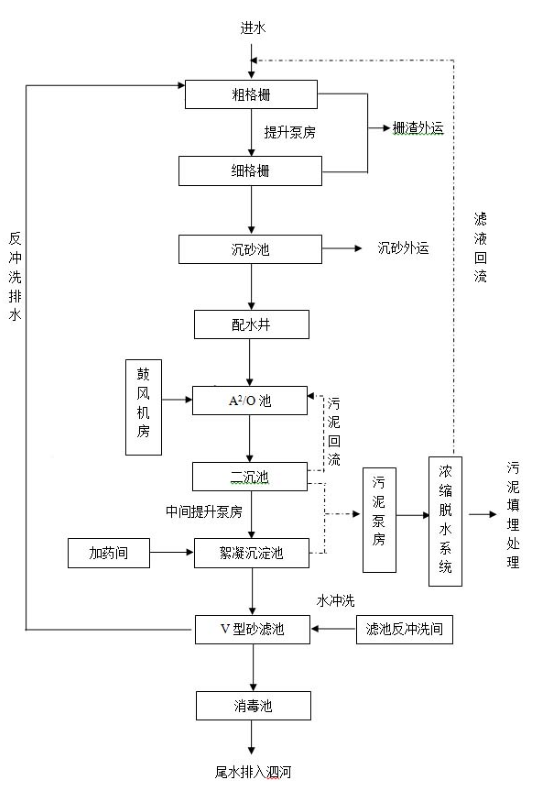 进水
粗格栅
提升泵房
栅渣外运
细格栅
反冲洗排水
滤液回流
沉砂池
沉砂外运
配水井
鼓风机房
A²/O 池
污泥回流
二沉池
中间提升泵房
污泥泵房
浓缩脱水系统
污泥填埋处理
加药间
絮凝沉淀池
水冲洗
V 型砂滤池
滤池反冲洗间
消毒池
尾水排入泗河